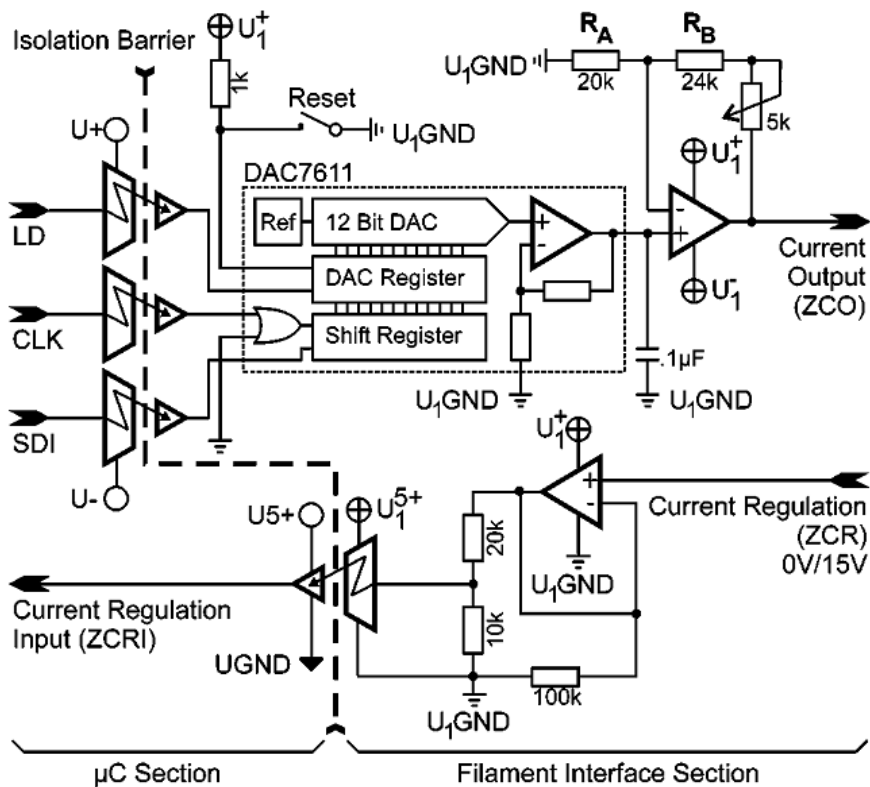 Isolation Barrier
U₁⁺
1k
Reset
U₁GND
U+
LD
CLK
SDI
U-
DAC7611
Ref
12 Bit DAC
DAC Register
Shift Register
+
-
U₁GND
.1µF
U₁GND
U₁GND
R_A
20k
R_B
24k
5k
U₁⁺
-
+
U₁⁻
Current
Output
(ZCO)
U5+
U₁⁵⁺
UGND
20k
10k
U₁GND
100k
U₁⁺
+
-
U₁GND
Current Regulation
(ZCR)
0V/15V
Current Regulation
Input (ZCRI)
µC Section
Filament Interface Section